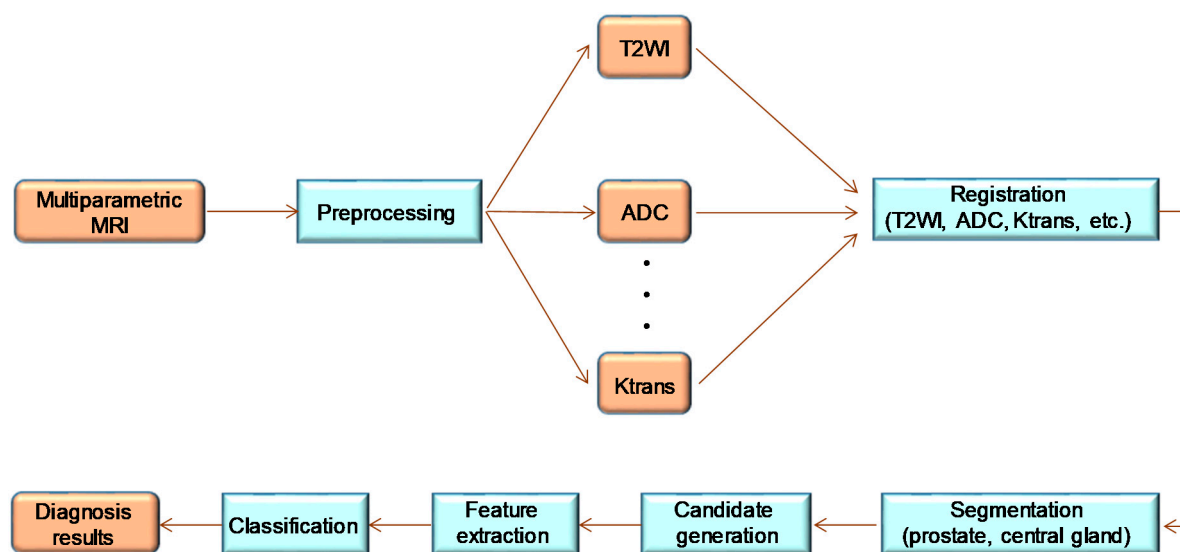 T2WI
Multiparametric
MRI
Preprocessing
ADC
Registration
(T2WI, ADC, Ktrans, etc.)
Ktrans
Diagnosis
results
Classification
Feature
extraction
Candidate
generation
Segmentation
(prostate, central gland)